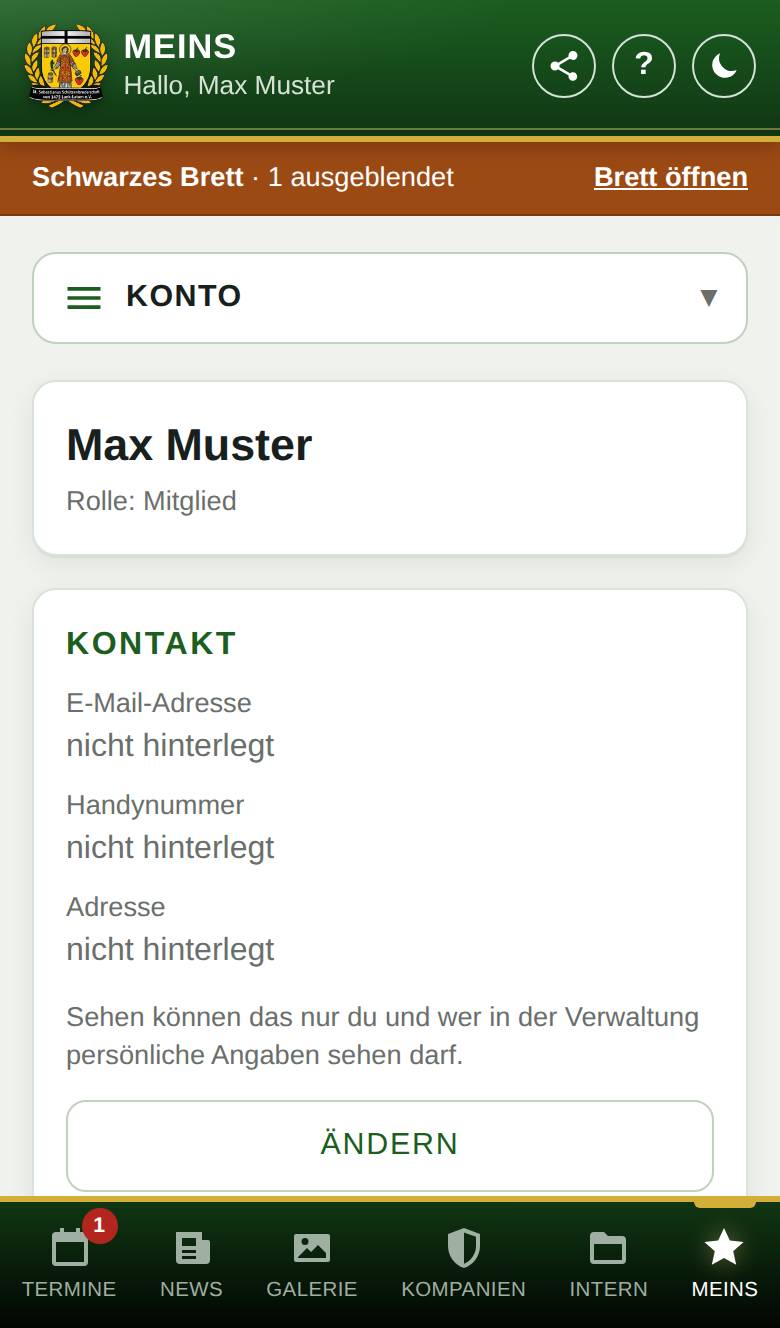 MEINS
Hallo, Max Muster
?
Schwarzes Brett · 1 ausgeblendet
Brett öffnen
KONTO
Max Muster
Rolle: Mitglied
KONTAKT
E-Mail-Adresse
nicht hinterlegt
Handynummer
nicht hinterlegt
Adresse
nicht hinterlegt
Sehen können das nur du und wer in der Verwaltung
persönliche Angaben sehen darf.
ÄNDERN
1
TERMINE
NEWS
GALERIE
KOMPANIEN
INTERN
MEINS